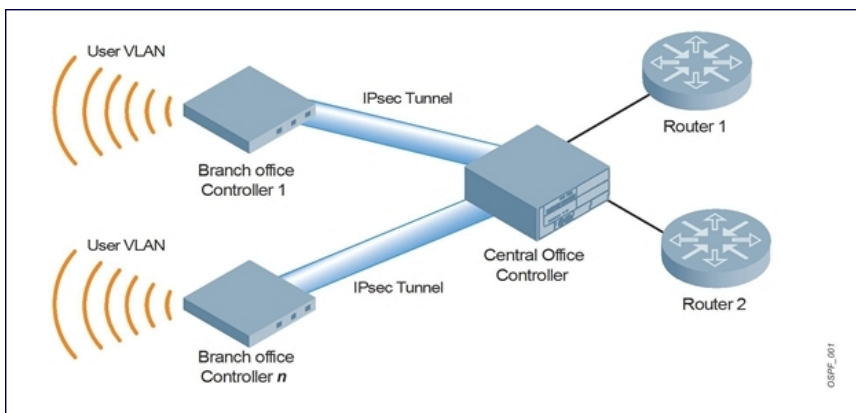 User VLAN
IPsec Tunnel
Branch office
Controller 1
Router 1
User VLAN
Central Office
Controller
IPsec Tunnel
Router 2
Branch office
Controller n
OSPF_001